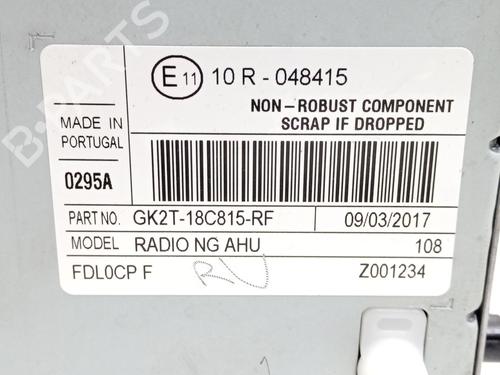 E 11 10 R - 048415
NON-ROBUST COMPONENT
SCRAP IF DROPPED
MADE IN
PORTUGAL
0295A
PART NO. GK2T-18C815-RF 09/03/2017
MODEL RADIO NG AHU 108
FDL0CP F RV Z001234
B-PARTS